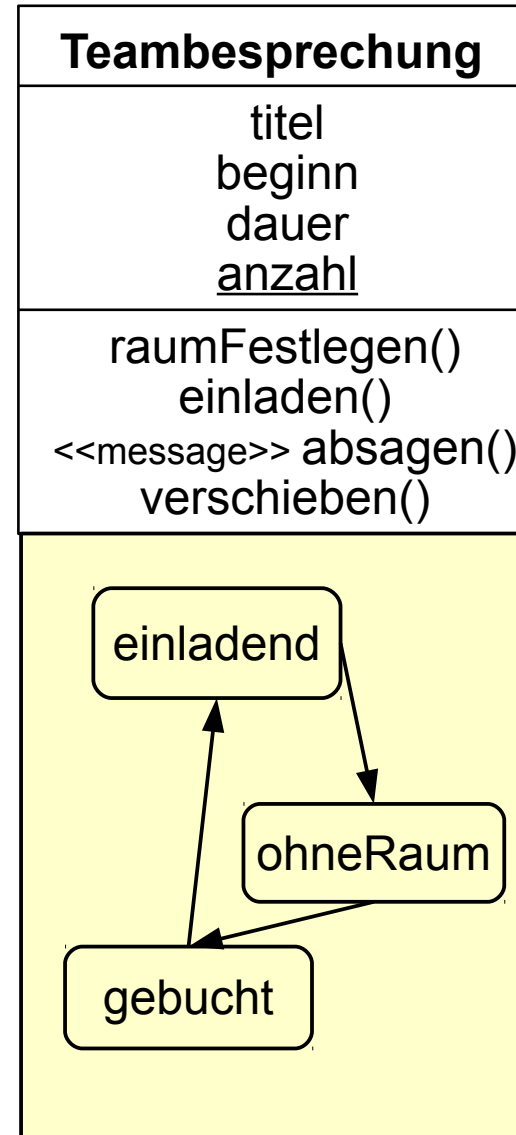 Teambesprechung
titel
beginn
dauer
anzahl
raumFestlegen()
einladen()
<<message>> absagen()
verschieben()
einladend
ohneRaum
gebucht